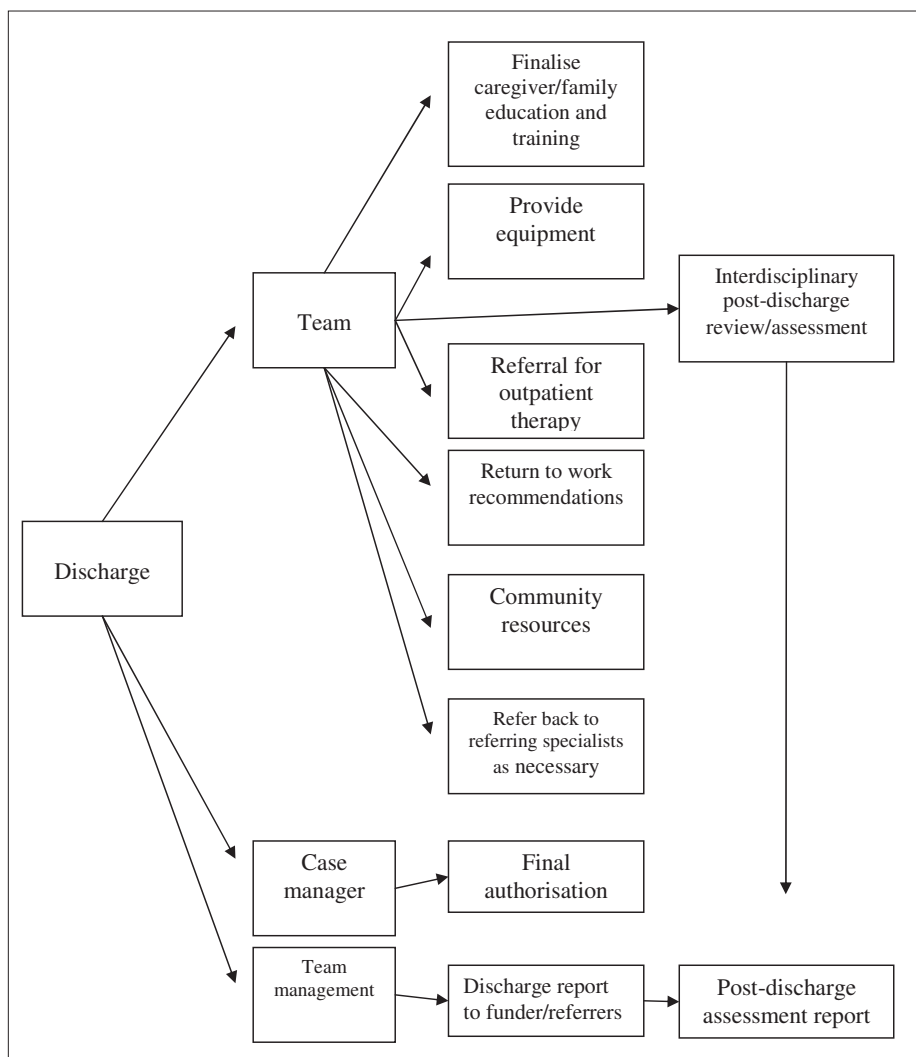 Finalise
caregiver/family
education and
training
Provide
equipment
Interdisciplinary
post-discharge
review/assessment
Team
Referral for
outpatient
therapy
Return to work
recommendations
Discharge
Community
resources
Refer back to
referring specialists
as necessary
Case
manager
Final
authorisation
Team
management
Discharge report
to funder/referrers
Post-discharge
assessment report